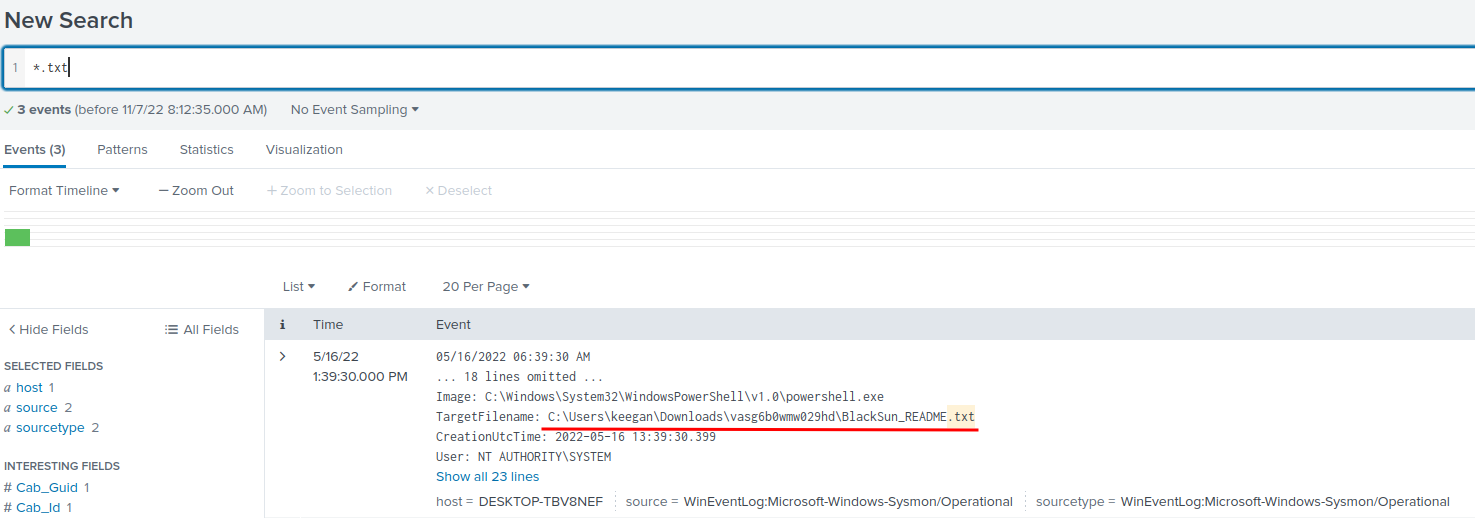 New Search
1 *.txt
✓ 3 events (before 11/7/22 8:12:35.000 AM) No Event Sampling ▾
Events (3) Patterns Statistics Visualization
Format Timeline ▾ — Zoom Out + Zoom to Selection × Deselect
List ▾ Format 20 Per Page ▾
< Hide Fields All Fields
i Time Event
SELECTED FIELDS
a host 1
a source 2
a sourcetype 2
INTERESTING FIELDS
# Cab_Guid 1
# Cab_Id 1
> 5/16/22
1:39:30.000 PM
05/16/2022 06:39:30 AM
... 18 lines omitted ...
Image: C:\Windows\System32\WindowsPowerShell\v1.0\powershell.exe
TargetFilename: C:\Users\keegan\Downloads\vasg6b0wmw029hd\BlackSun_README.txt
CreationUtcTime: 2022-05-16 13:39:30.399
User: NT AUTHORITY\SYSTEM
Show all 23 lines
host = DESKTOP-TBV8NEF source = WinEventLog:Microsoft-Windows-Sysmon/Operational sourcetype = WinEventLog:Microsoft-Windows-Sysmon/Operational